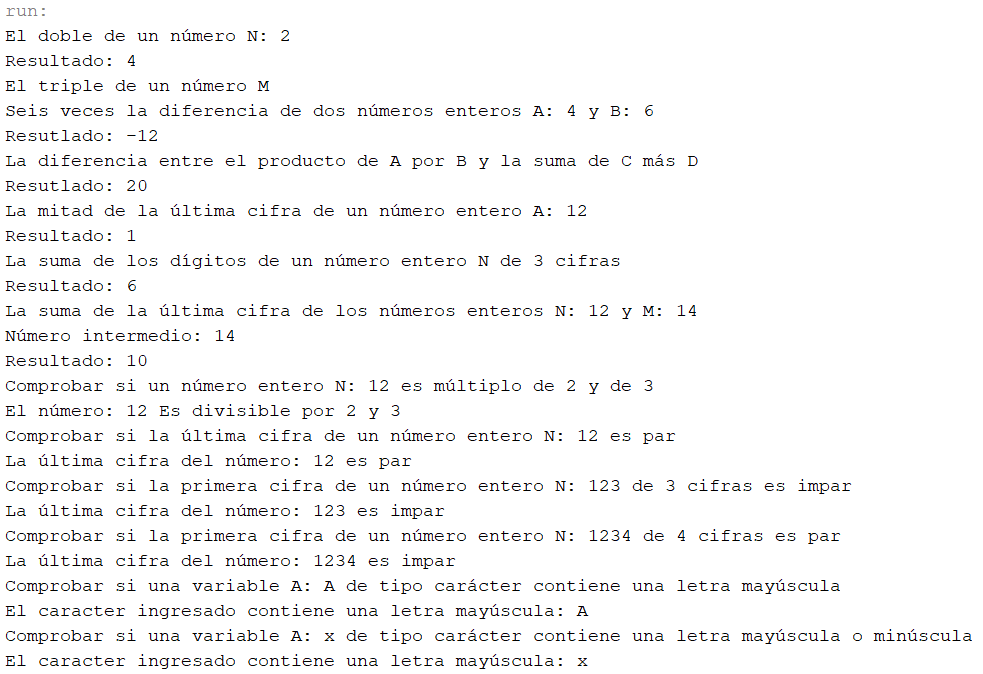 run:
El doble de un número N: 2
Resultado: 4
El triple de un número M
Seis veces la diferencia de dos números enteros A: 4 y B: 6
Resutlado: -12
La diferencia entre el producto de A por B y la suma de C más D
Resutlado: 20
La mitad de la última cifra de un número entero A: 12
Resultado: 1
La suma de los dígitos de un número entero N de 3 cifras
Resultado: 6
La suma de la última cifra de los números enteros N: 12 y M: 14
Número intermedio: 14
Resultado: 10
Comprobar si un número entero N: 12 es múltiplo de 2 y de 3
El número: 12 Es divisible por 2 y 3
Comprobar si la última cifra de un número entero N: 12 es par
La última cifra del número: 12 es par
Comprobar si la primera cifra de un número entero N: 123 de 3 cifras es impar
La última cifra del número: 123 es impar
Comprobar si la primera cifra de un número entero N: 1234 de 4 cifras es par
La última cifra del número: 1234 es impar
Comprobar si una variable A: A de tipo carácter contiene una letra mayúscula
El caracter ingresado contiene una letra mayúscula: A
Comprobar si una variable A: x de tipo carácter contiene una letra mayúscula o minúscula
El caracter ingresado contiene una letra mayúscula: x